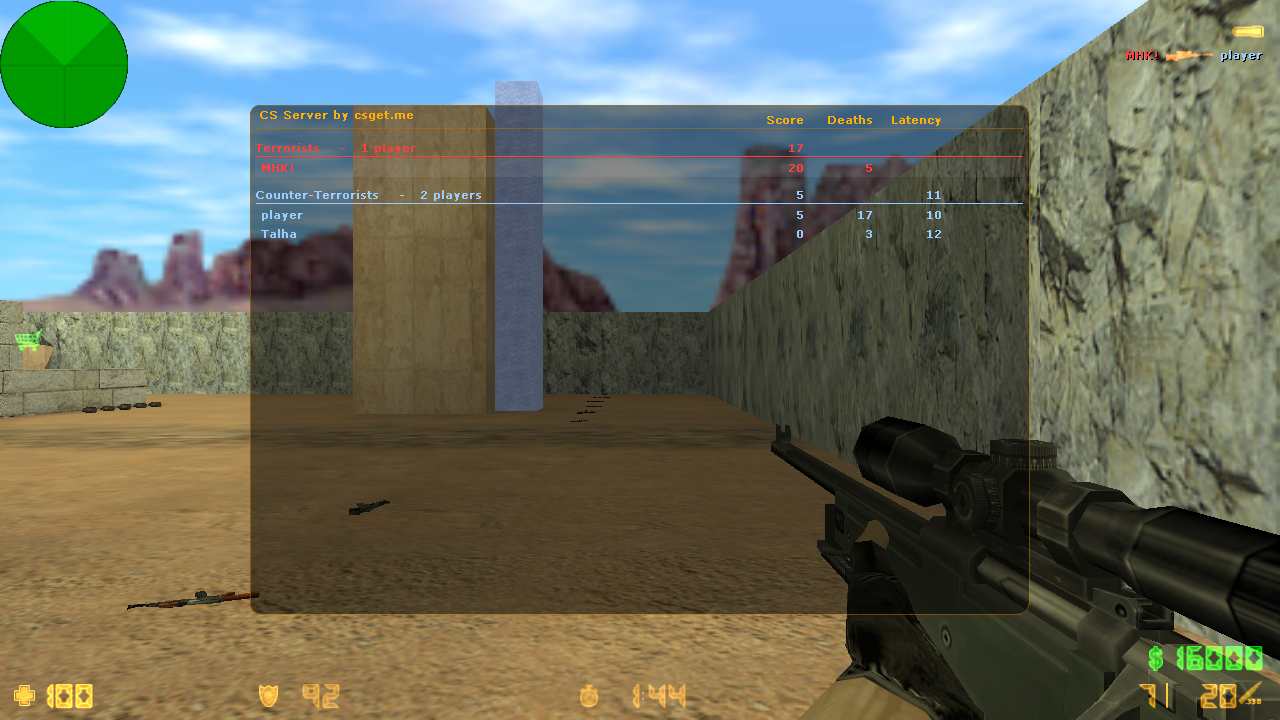 MHK! player
CS Server by csget.me Score Deaths Latency
Terrorists - 1 player 17
MHK! 20 5
Counter-Terrorists - 2 players 5 11
player 5 17 10
Talha 0 3 12
$ 16000
100 92 1:44 7| 20 .338